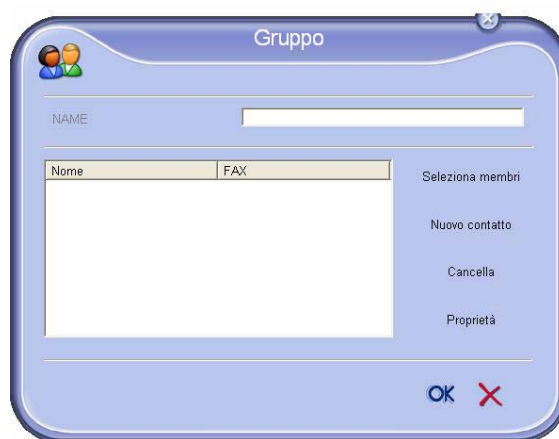 Gruppo
NAME
Nome FAX
Seleziona membri
Nuovo contatto
Cancella
Proprietà
OK